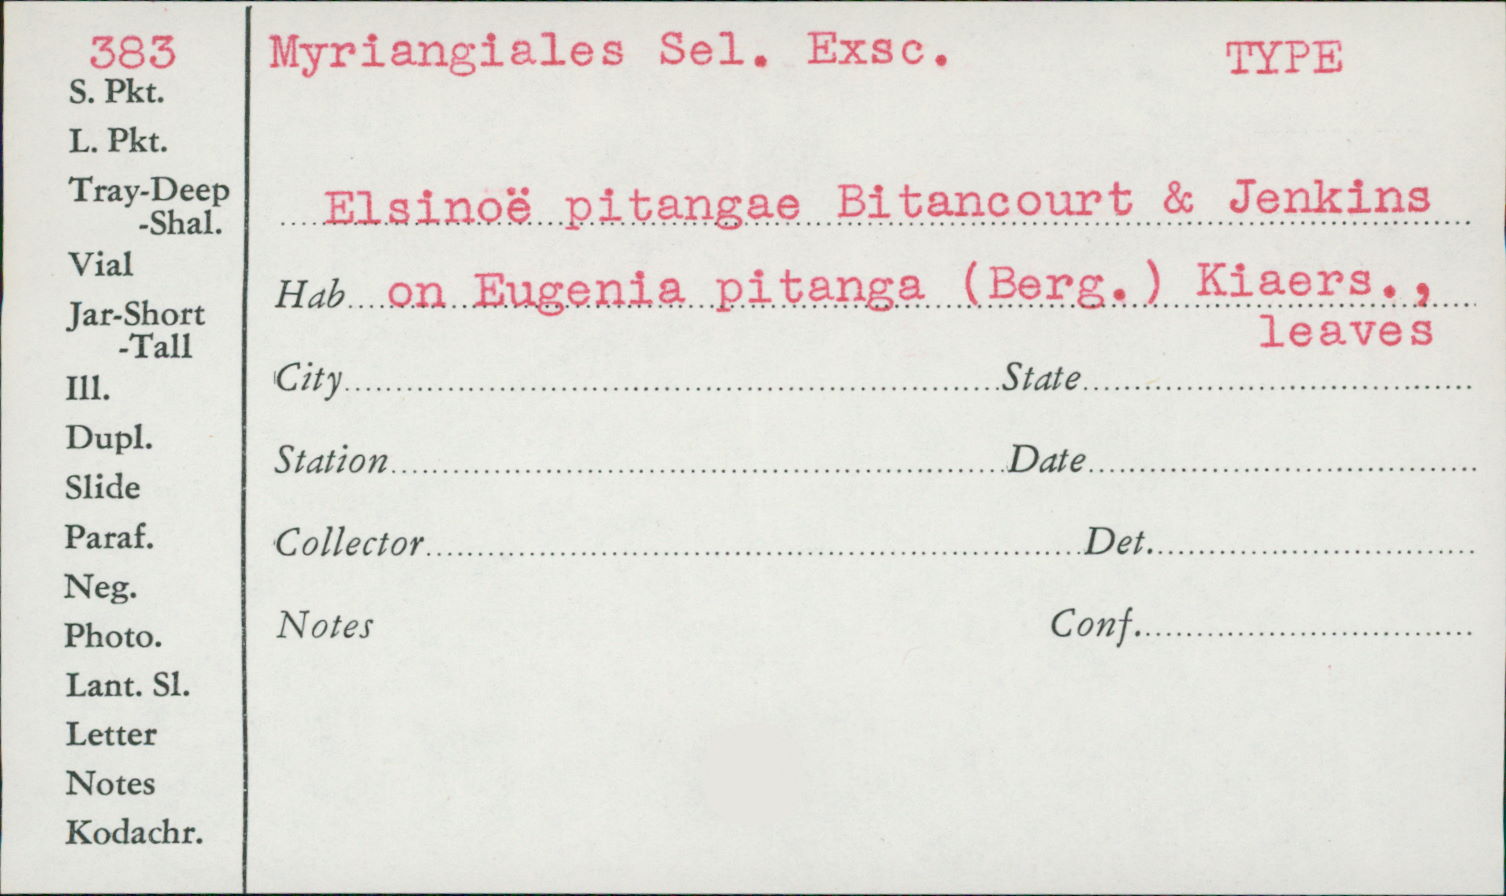 383
S. Pkt.
L. Pkt.
Tray-Deep
-Shal.
Vial
Jar-Short
-Tall
Ill.
Dupl.
Slide
Paraf.
Neg.
Photo.
Lant. Sl.
Letter
Notes
Kodachr.
Myriangiales Sel. Exsc. TYPE
Elsinoë pitangae Bitancourt & Jenkins
Hab on Eugenia pitanga (Berg.) Kiaers.,
leaves
City State
Station Date
Collector Det.
Notes Conf.